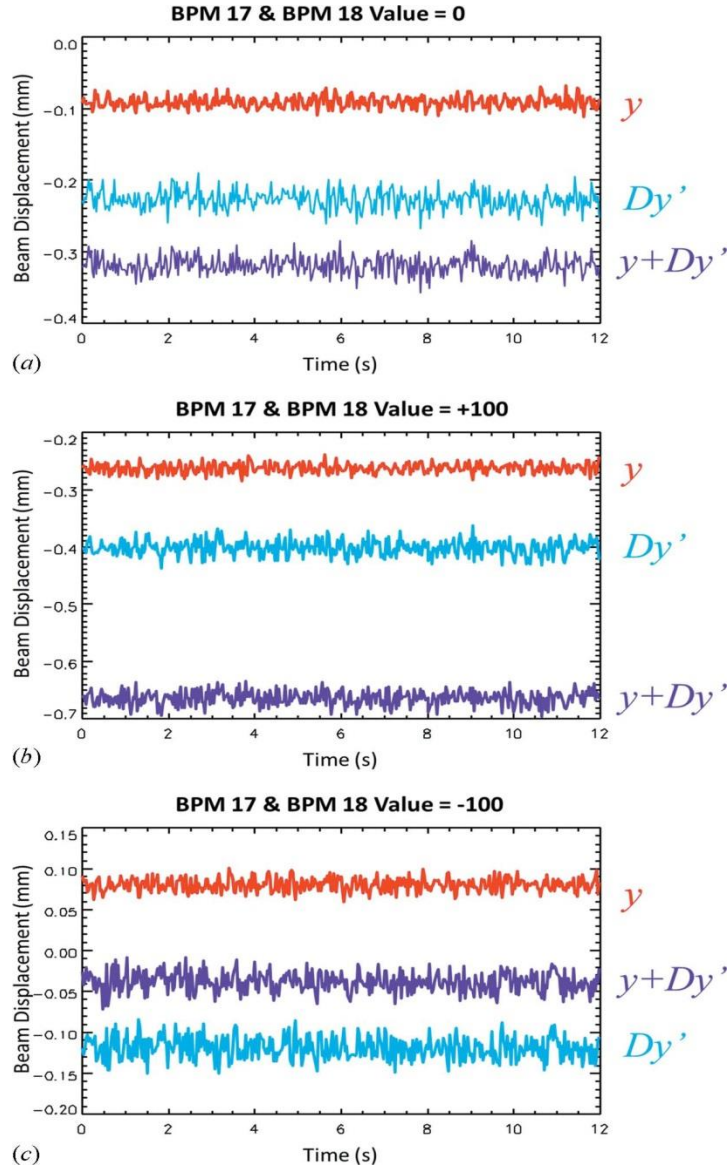 BPM 17 & BPM 18 Value = 0
0.0
-0.1
-0.2
-0.3
-0.4
Beam Displacement (mm)
y
Dy’
y+Dy’
0 2 4 6 8 10 12
Time (s)
(a)
BPM 17 & BPM 18 Value = +100
-0.2
-0.3
-0.4
-0.5
-0.6
-0.7
Beam Displacement (mm)
y
Dy’
y+Dy’
0 2 4 6 8 10 12
Time (s)
(b)
BPM 17 & BPM 18 Value = -100
0.15
0.10
0.05
0.00
-0.05
-0.10
-0.15
-0.20
Beam Displacement (mm)
y
y+Dy’
Dy’
0 2 4 6 8 10 12
Time (s)
(c)